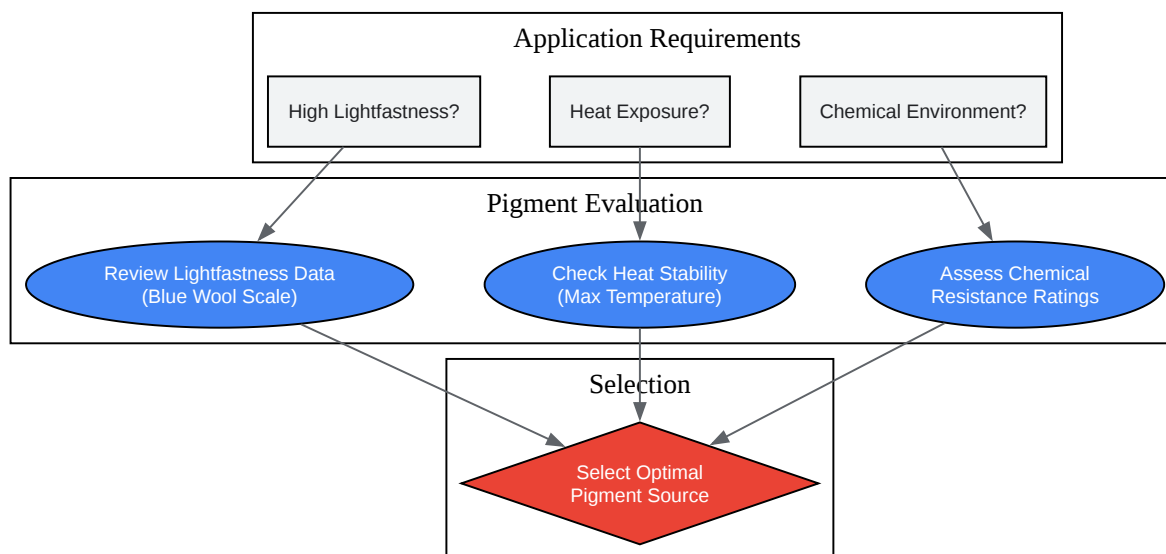 Application Requirements
High Lightfastness?
Heat Exposure?
Chemical Environment?
Pigment Evaluation
Review Lightfastness Data
(Blue Wool Scale)
Check Heat Stability
(Max Temperature)
Assess Chemical
Resistance Ratings
Selection
Select Optimal
Pigment Source